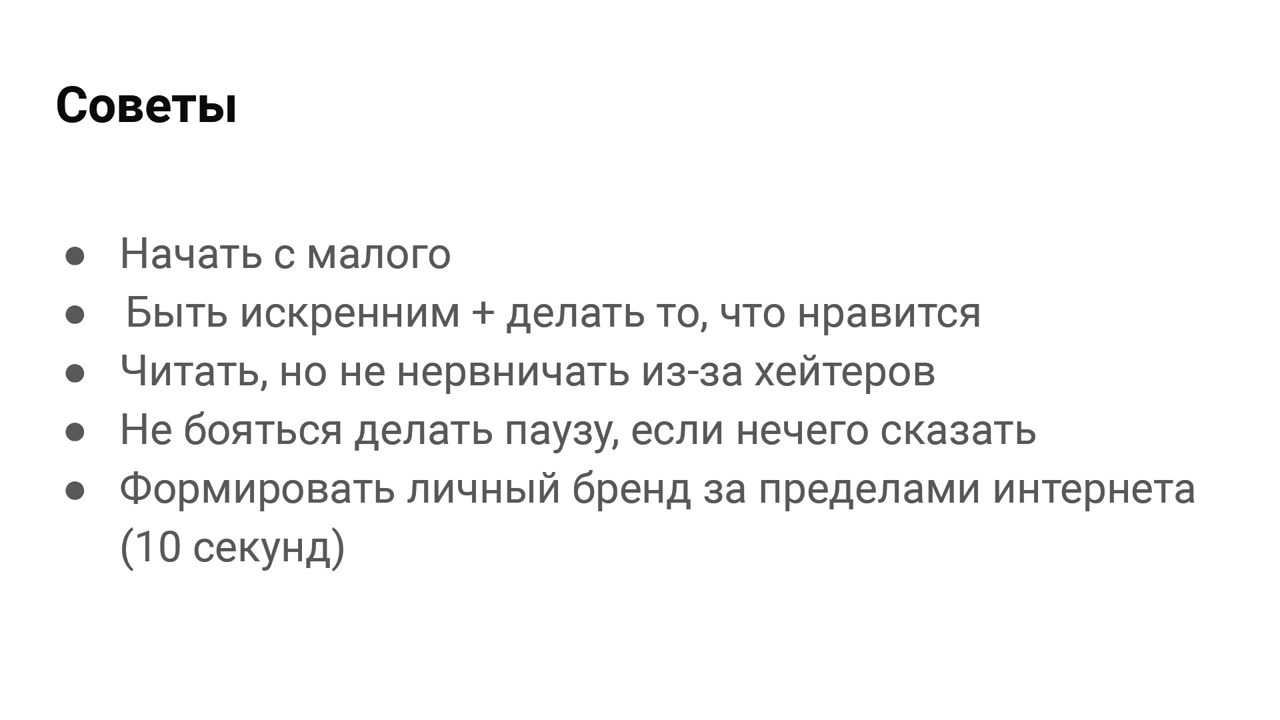 Советы
● Начать с малого
● Быть искренним + делать то, что нравится
● Читать, но не нервничать из-за хейтеров
● Не бояться делать паузу, если нечего сказать
● Формировать личный бренд за пределами интернета
(10 секунд)